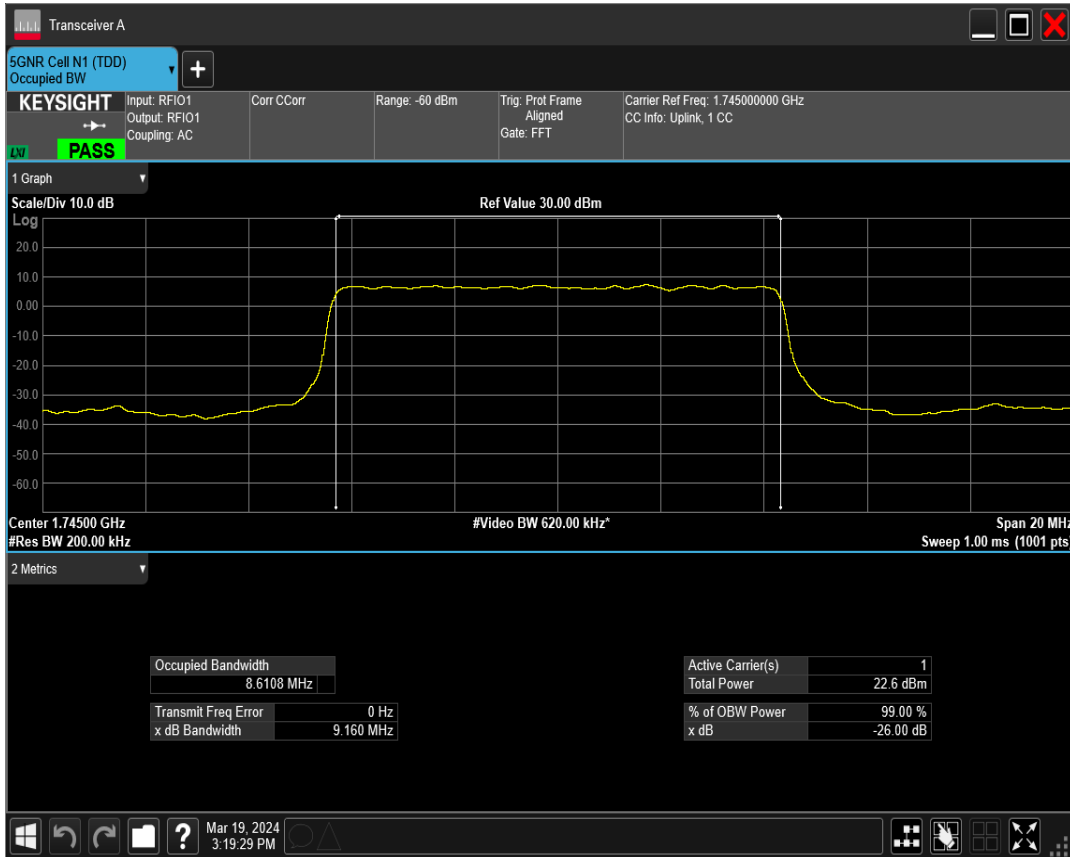 Transceiver A
5GNR Cell N1 (TDD)
Occupied BW
+
KEYSIGHT
LXI
PASS
Input: RFIO1
Output: RFIO1
Coupling: AC
Corr CCorr
Range: -60 dBm
Trig: Prot Frame
Aligned
Gate: FFT
Carrier Ref Freq: 1.745000000 GHz
CC Info: Uplink, 1 CC
1 Graph
Scale/Div 10.0 dB
Ref Value 30.00 dBm
Log
20.0
10.0
0.00
-10.0
-20.0
-30.0
-40.0
-50.0
-60.0
Center 1.74500 GHz
#Video BW 620.00 kHz*
Span 20 MHz
#Res BW 200.00 kHz
Sweep 1.00 ms (1001 pts)
2 Metrics
Occupied Bandwidth
8.6108 MHz
Transmit Freq Error 0 Hz
x dB Bandwidth 9.160 MHz
Active Carrier(s) 1
Total Power 22.6 dBm
% of OBW Power 99.00 %
x dB -26.00 dB
?
Mar 19, 2024
3:19:29 PM